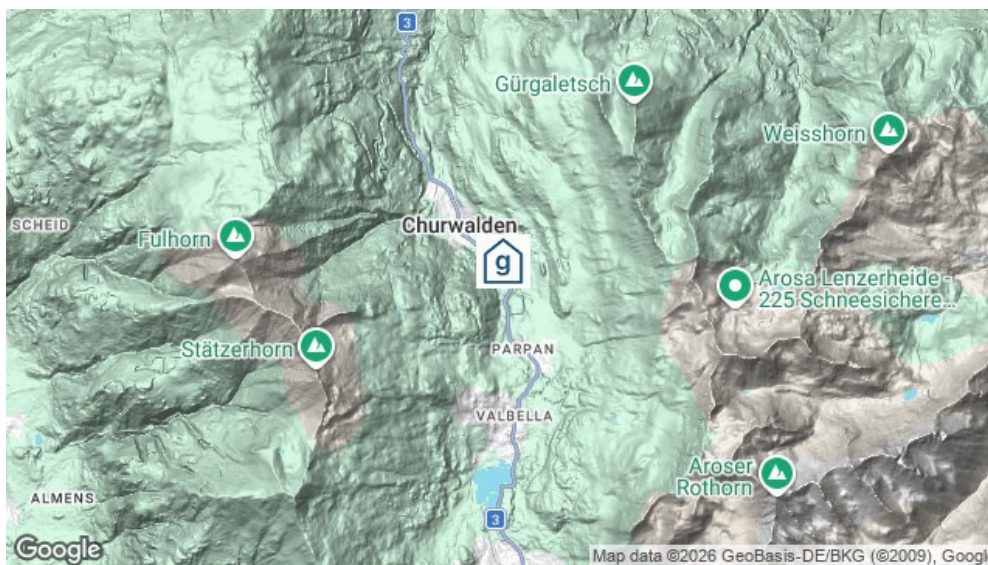 3
Gürgaletsch
Weisshorn
SCHEID
Churwalden
Fulhorn
g
Arosa Lenzerheide -
225 Schneesichere...
Stätzerhorn
PARPAN
VALBELLA
Aroser
Rothorn
ALMENS
3
Google
Map data ©2026 GeoBasis-DE/BKG (©2009), Google